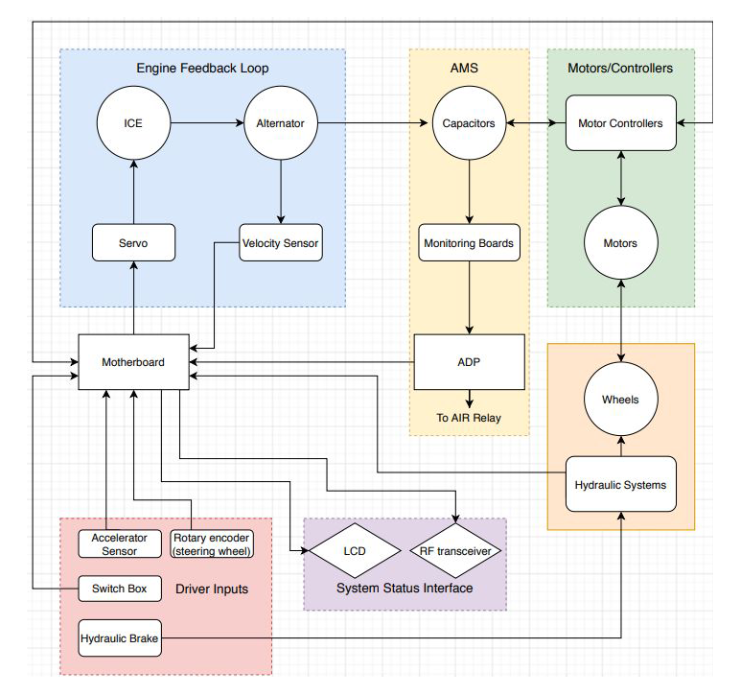 Engine Feedback Loop
AMS
Motors/Controllers
ICE
Alternator
Capacitors
Motor Controllers
Servo
Velocity Sensor
Monitoring Boards
Motors
Motherboard
ADP
Wheels
To AIR Relay
Hydraulic Systems
Accelerator
Sensor
Rotary encoder
(steering wheel)
LCD
RF transceiver
Switch Box
Driver Inputs
System Status Interface
Hydraulic Brake